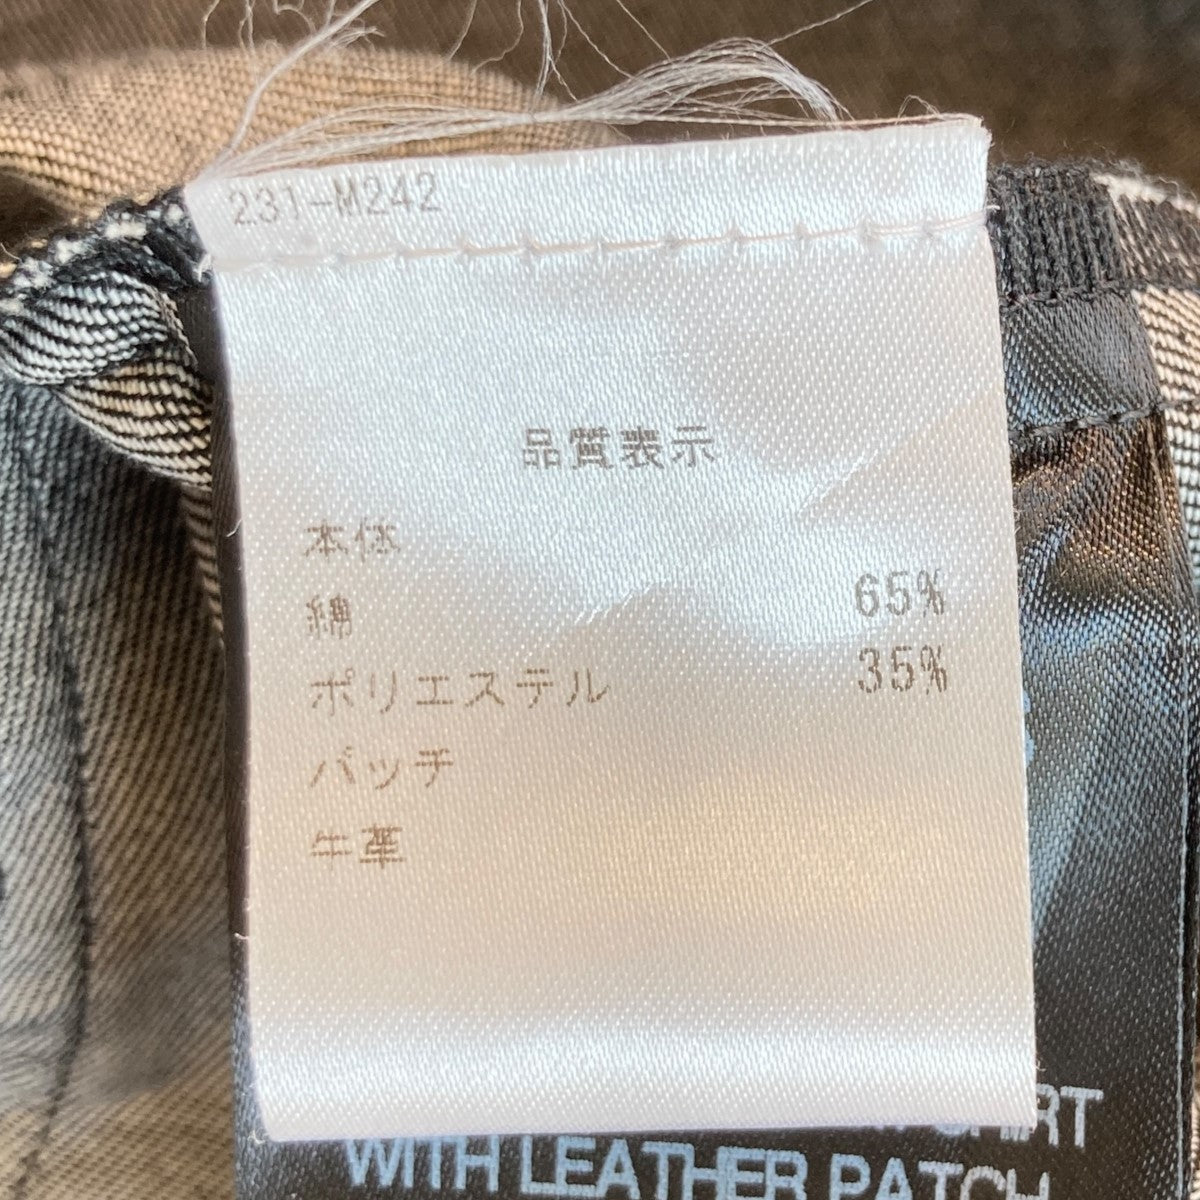 231-M242
品質表示
本体
綿 65%
ポリエステル 35%
パッチ
牛革
WITH LEATHER PATCH